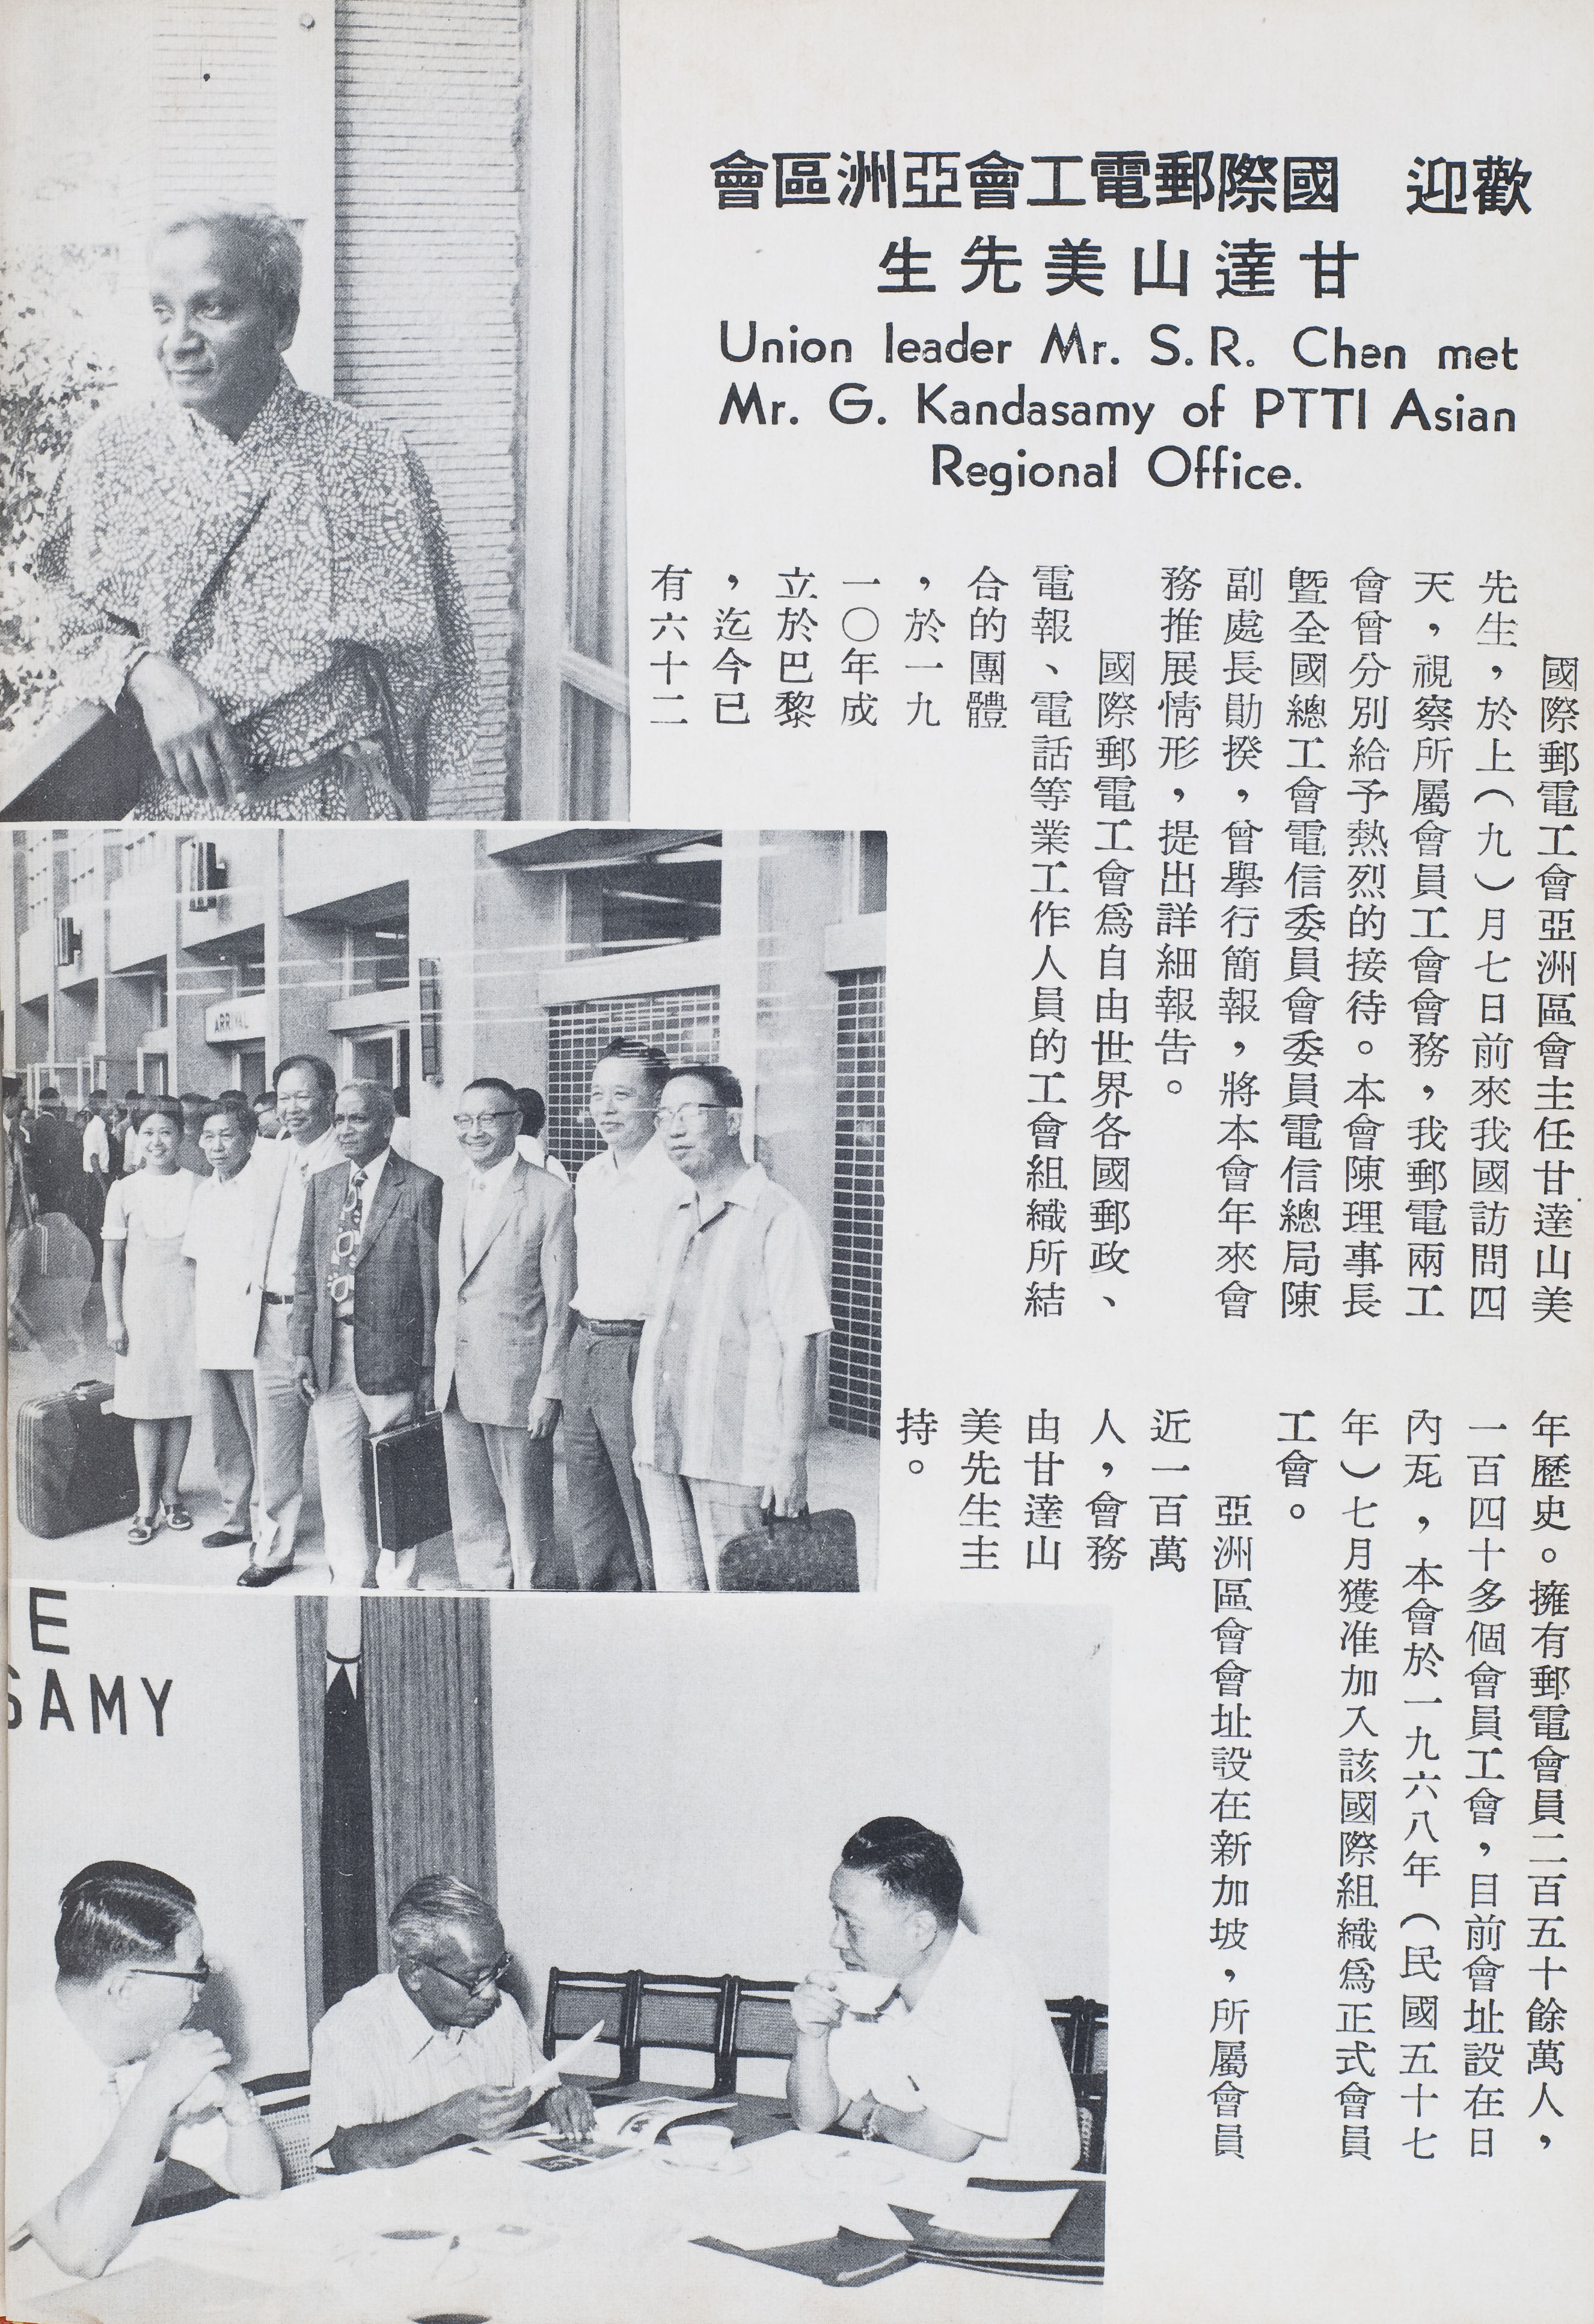 歡迎　國際郵電工會亞洲區會
甘達山美先生
Union leader Mr. S. R. Chen met
Mr. G. Kandasamy of PTTI Asian
Regional Office.
國際郵電工會亞洲區會主任甘達山美
先生，於上（九）月七日前來我國訪問四
天，視察所屬會員工會會務，我郵電兩工
會曾分別給予熱烈的接待。本會陳理事長
暨全國總工會電信委員會委員電信總局陳
副處長勛揆，曾舉行簡報，將本會年來會
務推展情形，提出詳細報告。
國際郵電工會爲自由世界各國郵政、
電報、電話等業工作人員的工會組織所結
合的團體
，於一九
一〇年成
立於巴黎
，迄今已
有六十二
年歷史。擁有郵電會員二百五十餘萬人，
一百四十多個會員工會，目前會址設在日
內瓦，本會於一九六八年（民國五十七
年）七月獲准加入該國際組織爲正式會員
工會。
亞洲區會會址設在新加坡，所屬會員
近一百萬
人，會務
由甘達山
美先生主
持。
ARRIVAL
E
SAMY